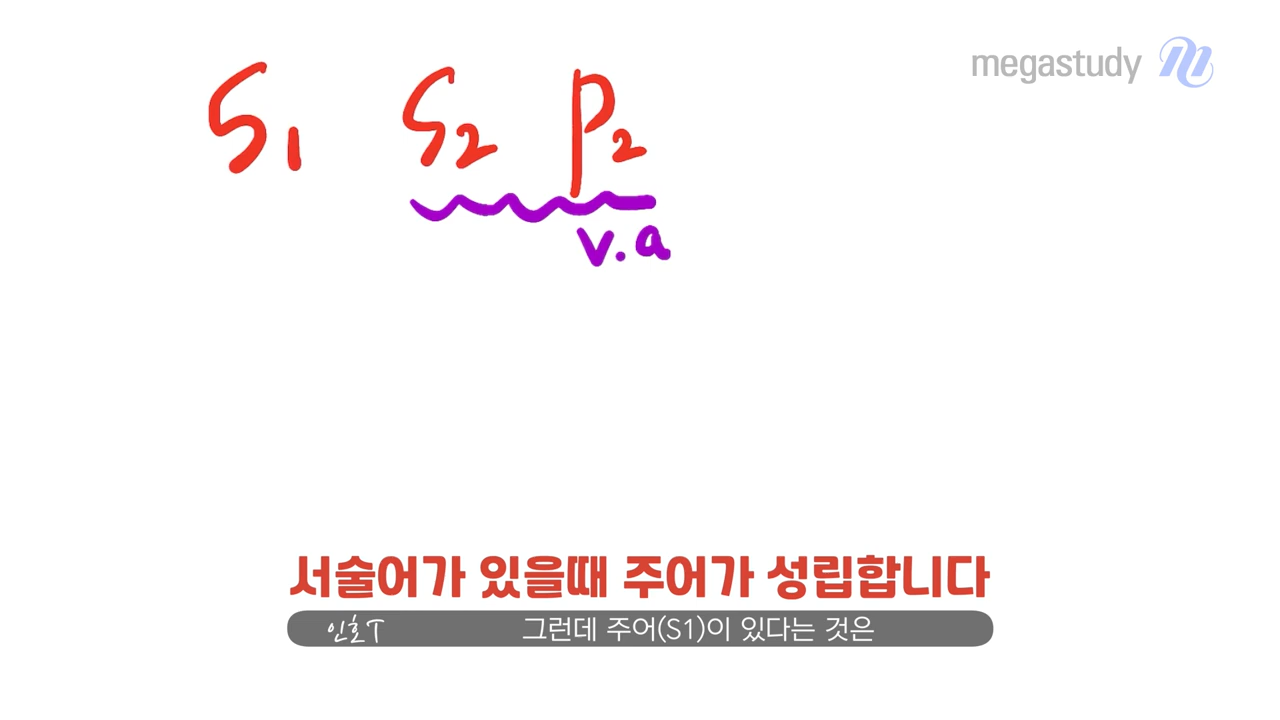 megastudy
S1 S2 P2
v.a
서술어가 있을때 주어가 성립합니다
인호T 그런데 주어(S1)이 있다는 것은